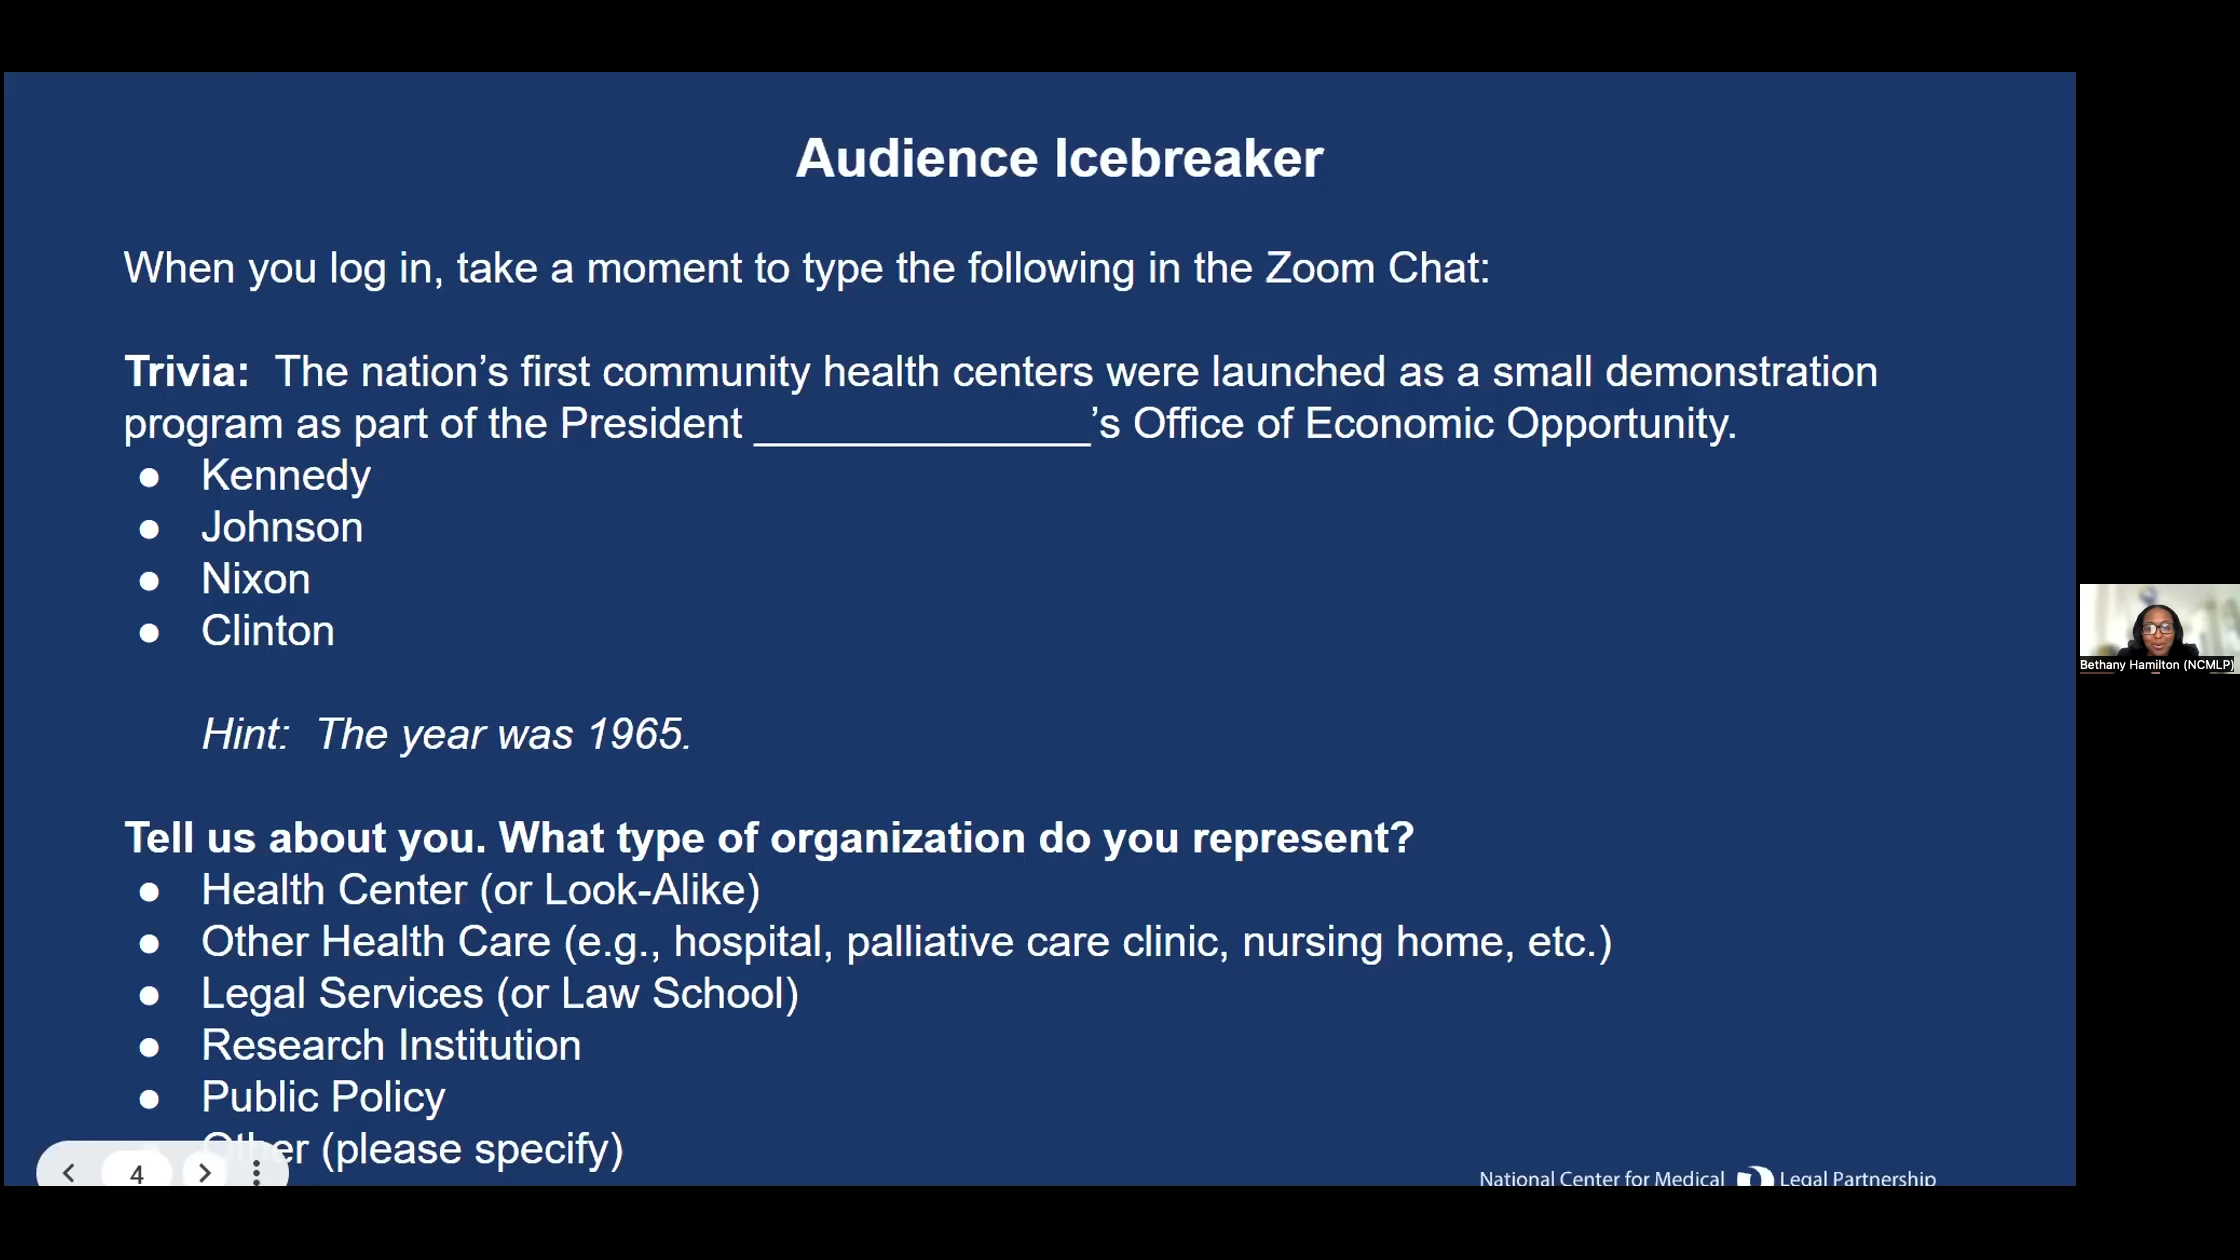 Audience Icebreaker
When you log in, take a moment to type the following in the Zoom Chat:
Trivia:  The nation’s first community health centers were launched as a small demonstration
program as part of the President ______________’s Office of Economic Opportunity.
● Kennedy
● Johnson
● Nixon
● Clinton
Hint:  The year was 1965.
Bethany Hamilton (NCMLP)
Tell us about you. What type of organization do you represent?
● Health Center (or Look-Alike)
● Other Health Care (e.g., hospital, palliative care clinic, nursing home, etc.)
● Legal Services (or Law School)
● Research Institution
● Public Policy
Other (please specify)
4
National Center for Medical Legal Partnership